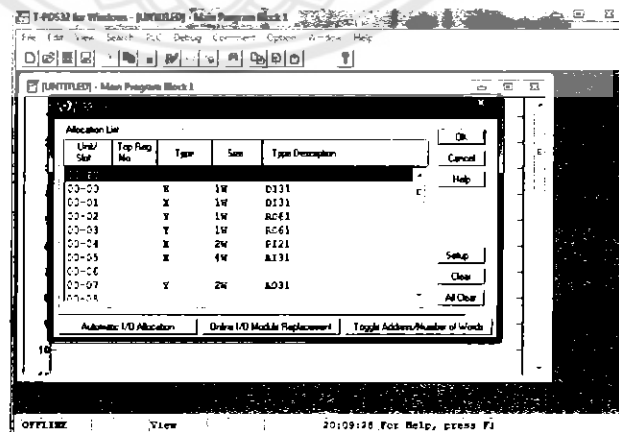 T-PDS32 for Windows - [UNTITLED] - Main Program Block 1
File Edit View Search PLC Debug Comment Option Window Help
[UNTITLED] - Main Program Block 1
Allocation List
Unit/Slot Top Reg No. Type Size Type Description
00-00 X 1W DI31
00-01 X 1W DI31
00-02 Y 1W RO61
00-03 Y 1W RO61
00-04 X 2W PI21
00-05 X 4W AI31
00-06
00-07 Y 2W AO31
00-08
OK
Cancel
Help
Setup
Clear
All Clear
Automatic I/O Allocation Online I/O Module Replacement Toggle Address/Number of Words
10
OFFLINE View 20:09:28 For Help, press F1